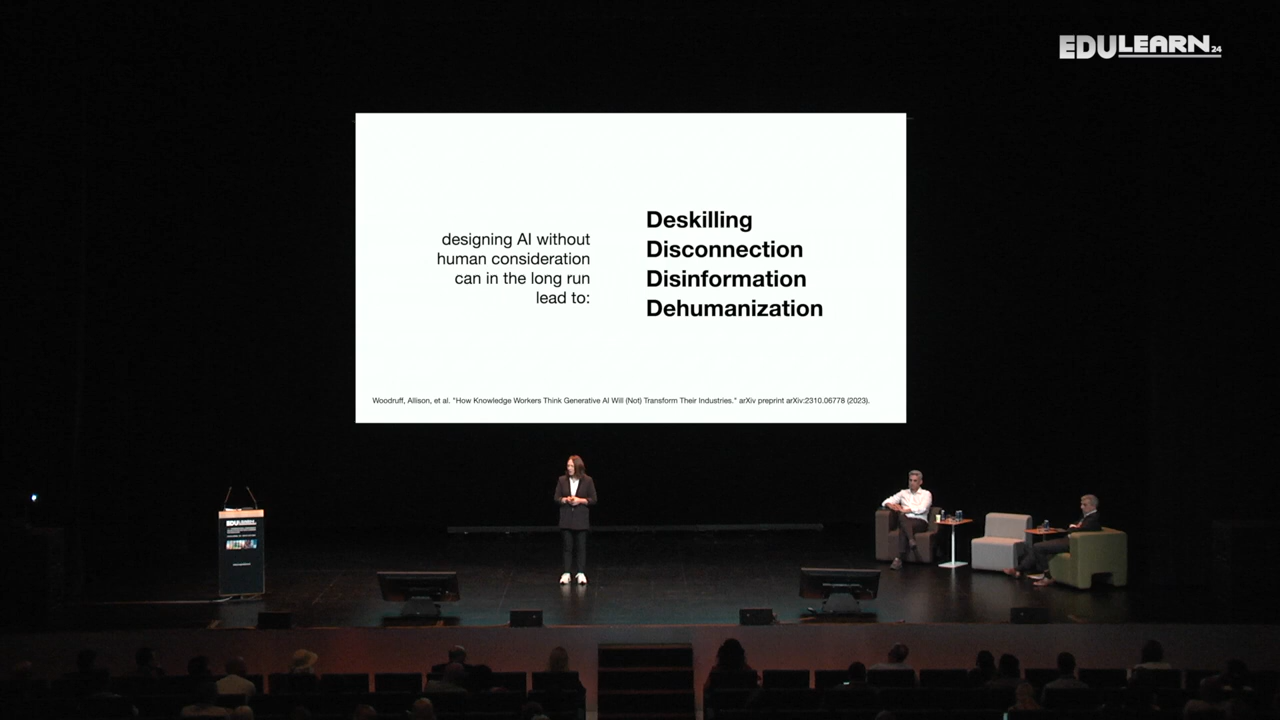 EDULEARN24
designing AI without
human consideration
can in the long run
lead to:
Deskilling
Disconnection
Disinformation
Dehumanization
Woodruff, Allison, et al. "How Knowledge Workers Think Generative AI Will (Not) Transform Their Industries." arXiv preprint arXiv:2310.06778 (2023).
EDULEARN24